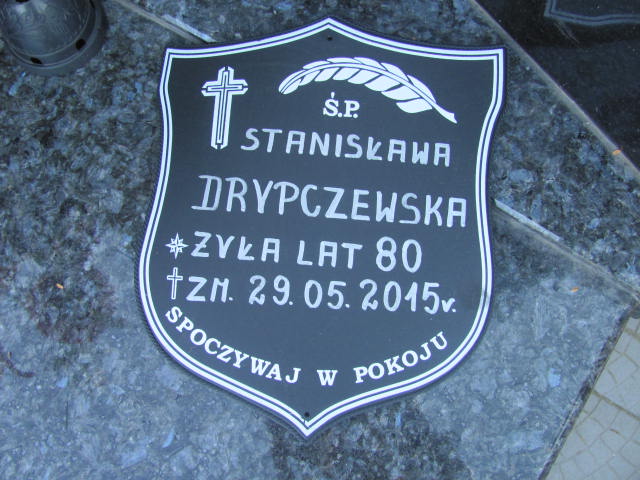 Ś.P.
STANISŁAWA
DRYPCZEWSKA
ŻYŁA LAT 80
ZM. 29.05.2015r.
SPOCZYWAJ W POKOJU